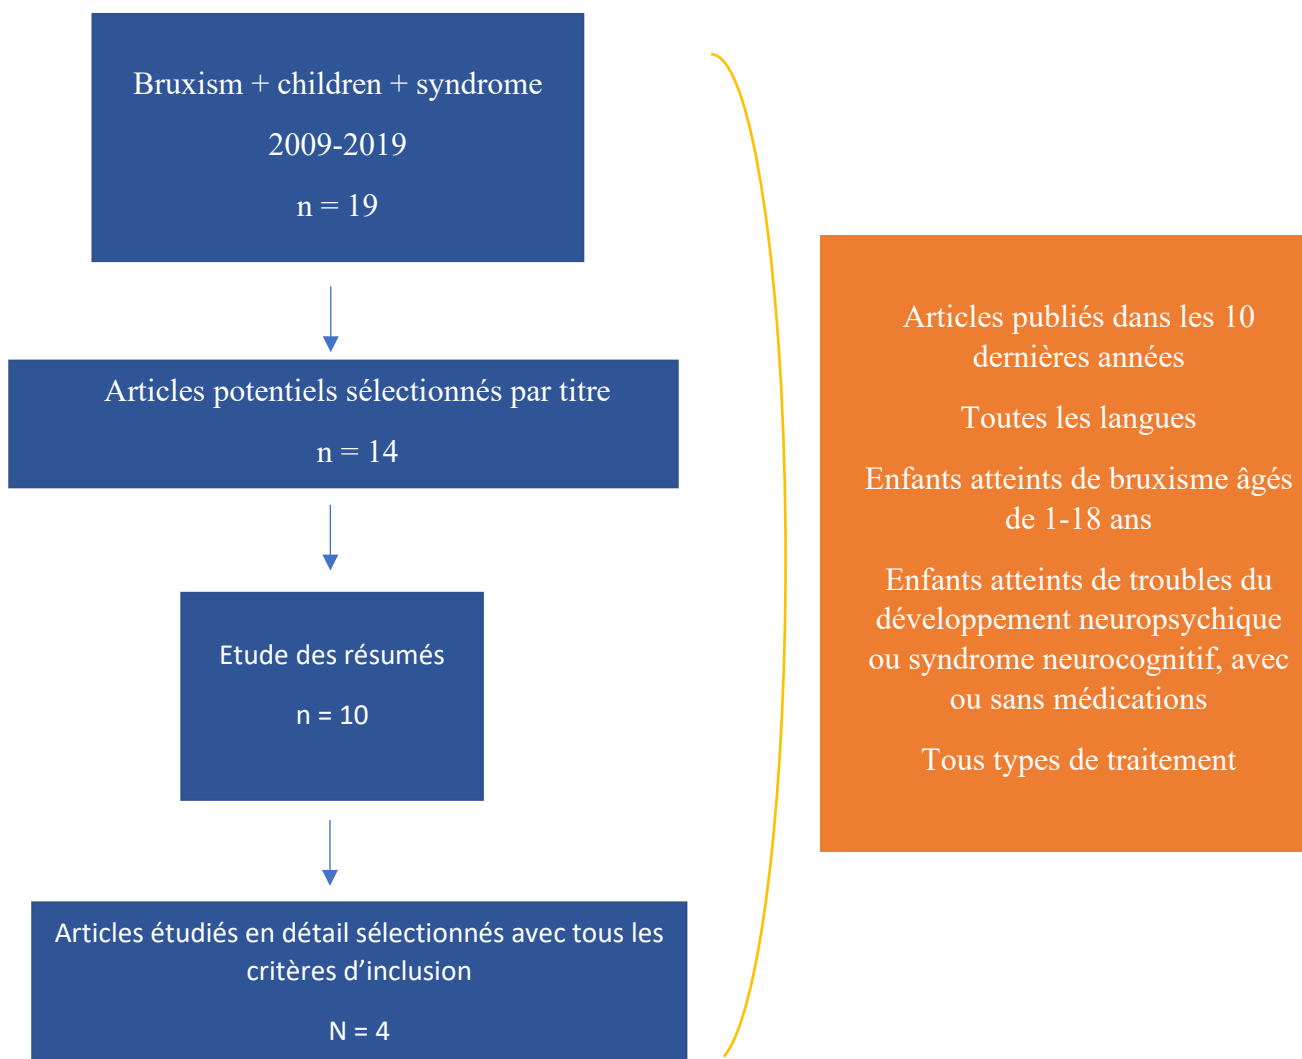 Bruxism + children + syndrome
2009-2019
n = 19
Articles potentiels sélectionnés par titre
n = 14
Etude des résumés
n = 10
Articles étudiés en détail sélectionnés avec tous les
critères d’inclusion
N = 4
Articles publiés dans les 10
dernières années
Toutes les langues
Enfants atteints de bruxisme âgés
de 1-18 ans
Enfants atteints de troubles du
développement neuropsychique
ou syndrome neurocognitif, avec
ou sans médications
Tous types de traitement